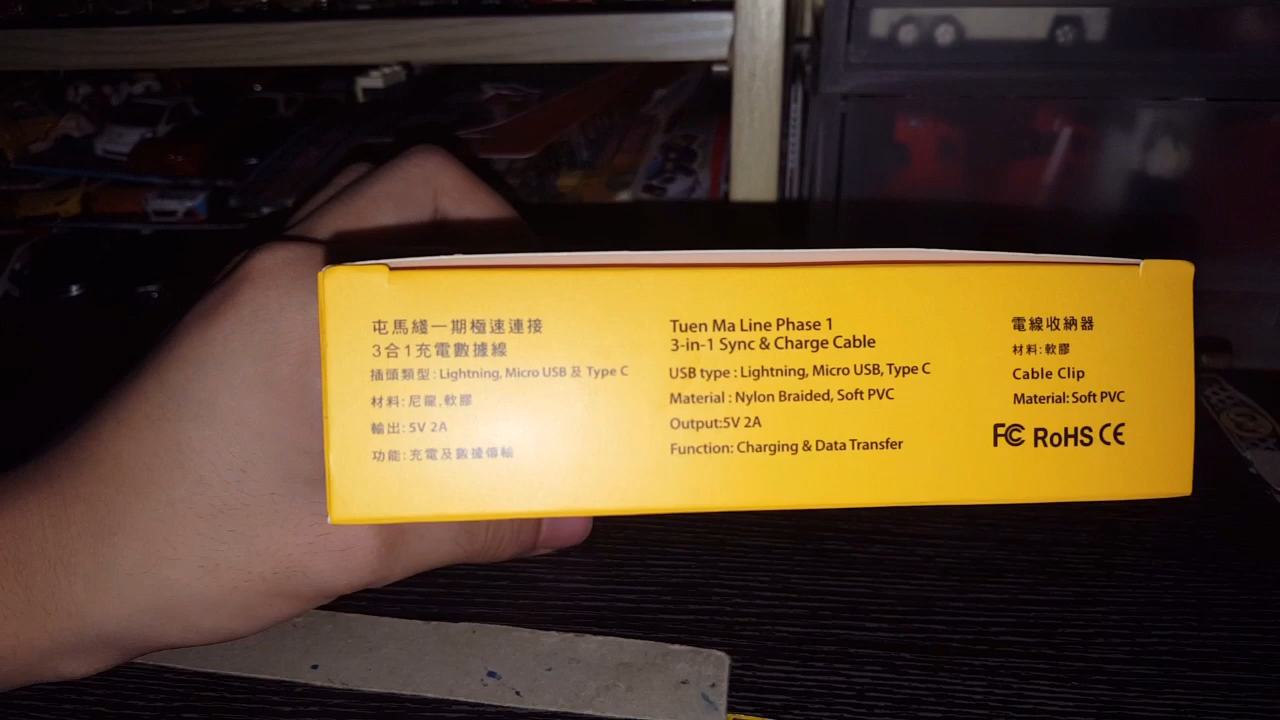 屯馬綫一期極速連接
3合1充電數據線
插頭類型: Lightning, Micro USB 及 Type C
材料: 尼龍,軟膠
輸出: 5V 2A
功能: 充電及數據傳輸
Tuen Ma Line Phase 1
3-in-1 Sync & Charge Cable
USB type : Lightning, Micro USB, Type C
Material : Nylon Braided, Soft PVC
Output:5V 2A
Function: Charging & Data Transfer
電線收納器
材料: 軟膠
Cable Clip
Material: Soft PVC
FC RoHS CE